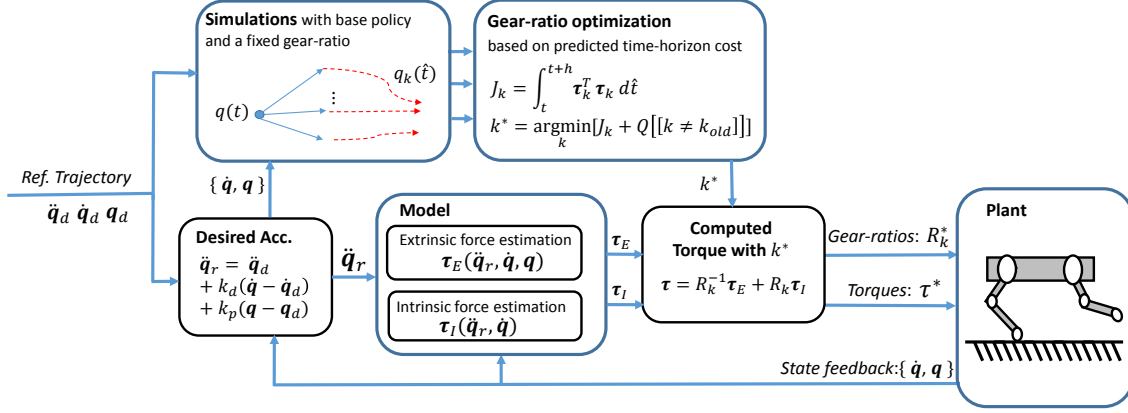 Simulations with base policy
and a fixed gear-ratio
q(t)
⋮
q_k(t̂)
Gear-ratio optimization
based on predicted time-horizon cost
J_k = ∫_t^{t+h} τ_k^T τ_k dt̂
k* = argmin_k [J_k + Q[[k ≠ k_old]]]
Ref. Trajectory
q̈_d q̇_d q_d
{ q̇, q }
k*
Desired Acc.
q̈_r = q̈_d
+ k_d(q̇ − q̇_d)
+ k_p(q − q_d)
q̈_r
Model
Extrinsic force estimation
τ_E(q̈_r, q̇, q)
Intrinsic force estimation
τ_I(q̈_r, q̇)
τ_E
τ_I
Computed
Torque with k*
τ = R_k^{-1}τ_E + R_kτ_I
Gear-ratios: R_k^*
Torques: τ*
Plant
State feedback:{ q̇, q }